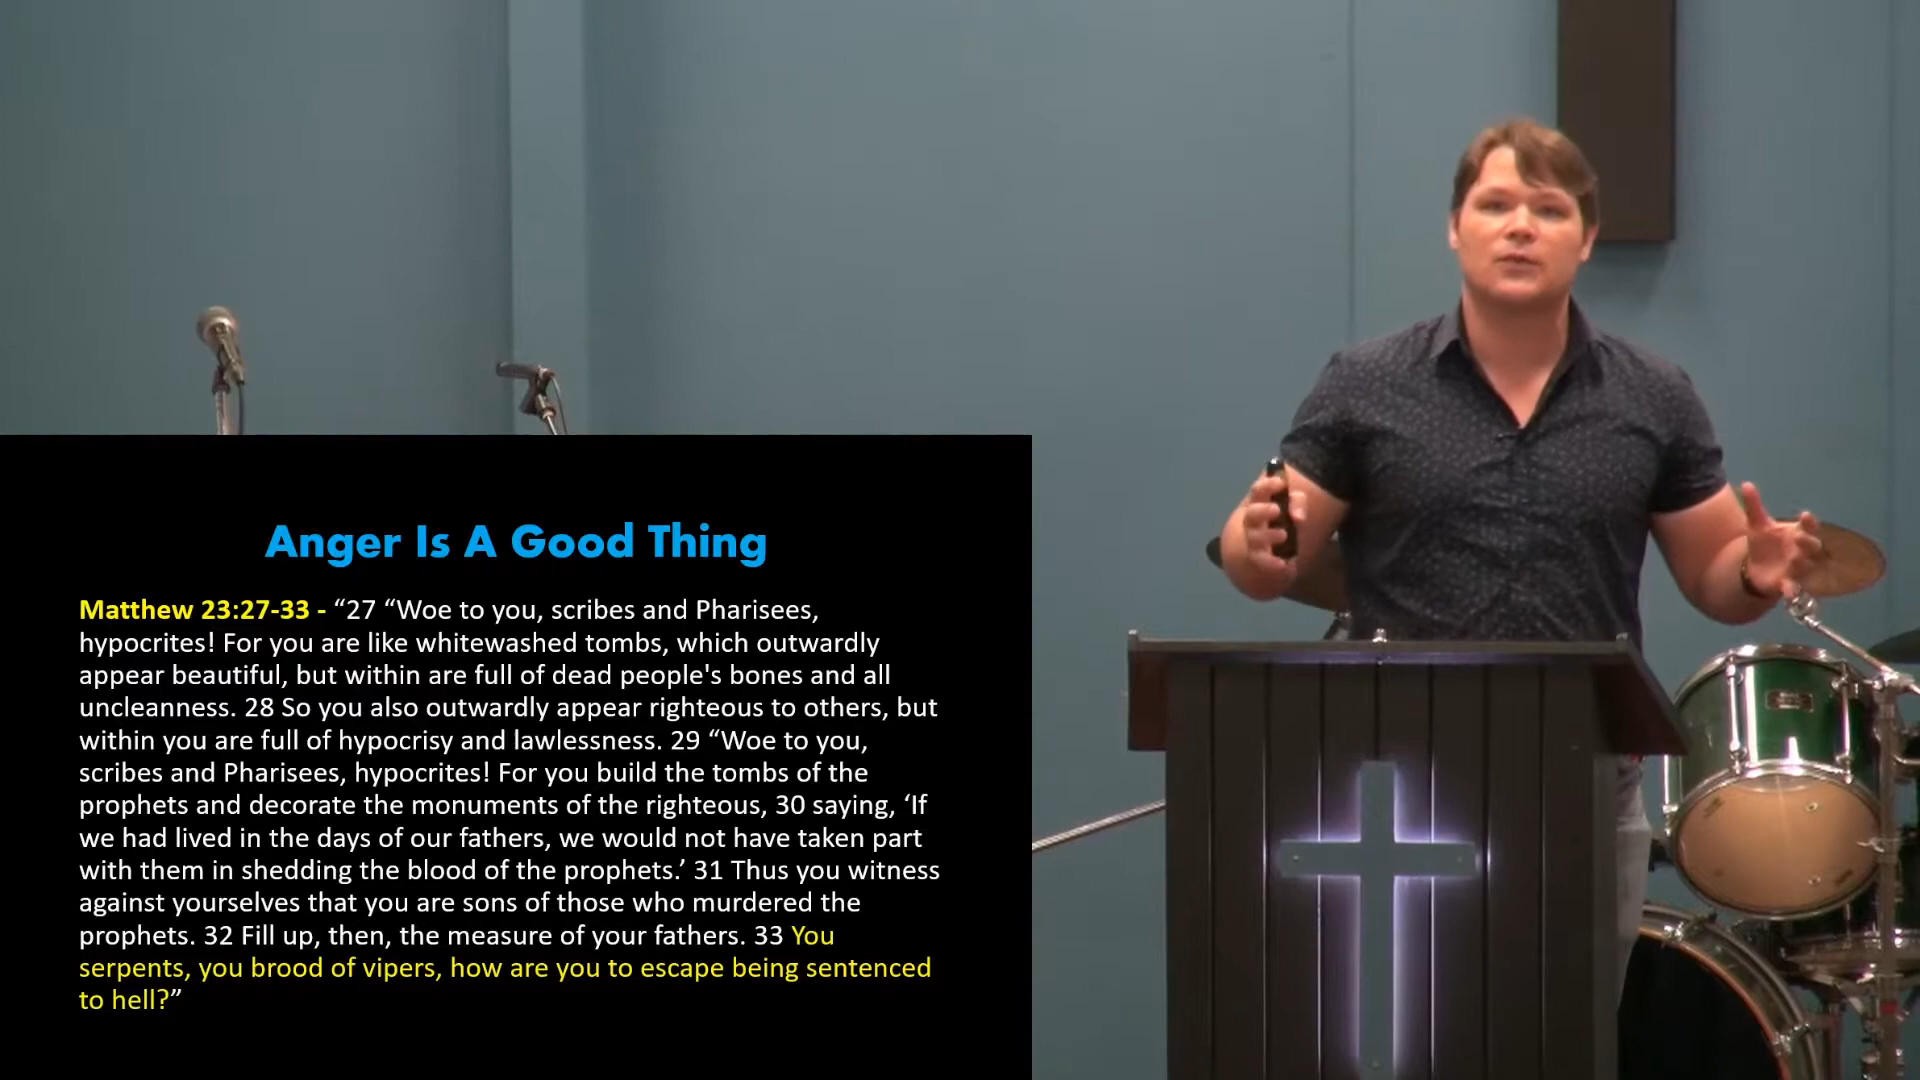 Anger Is A Good Thing
Matthew 23:27-33 - “27 “Woe to you, scribes and Pharisees,
hypocrites! For you are like whitewashed tombs, which outwardly
appear beautiful, but within are full of dead people's bones and all
uncleanness. 28 So you also outwardly appear righteous to others, but
within you are full of hypocrisy and lawlessness. 29 “Woe to you,
scribes and Pharisees, hypocrites! For you build the tombs of the
prophets and decorate the monuments of the righteous, 30 saying, ‘If
we had lived in the days of our fathers, we would not have taken part
with them in shedding the blood of the prophets.’ 31 Thus you witness
against yourselves that you are sons of those who murdered the
prophets. 32 Fill up, then, the measure of your fathers. 33 You
serpents, you brood of vipers, how are you to escape being sentenced
to hell?”